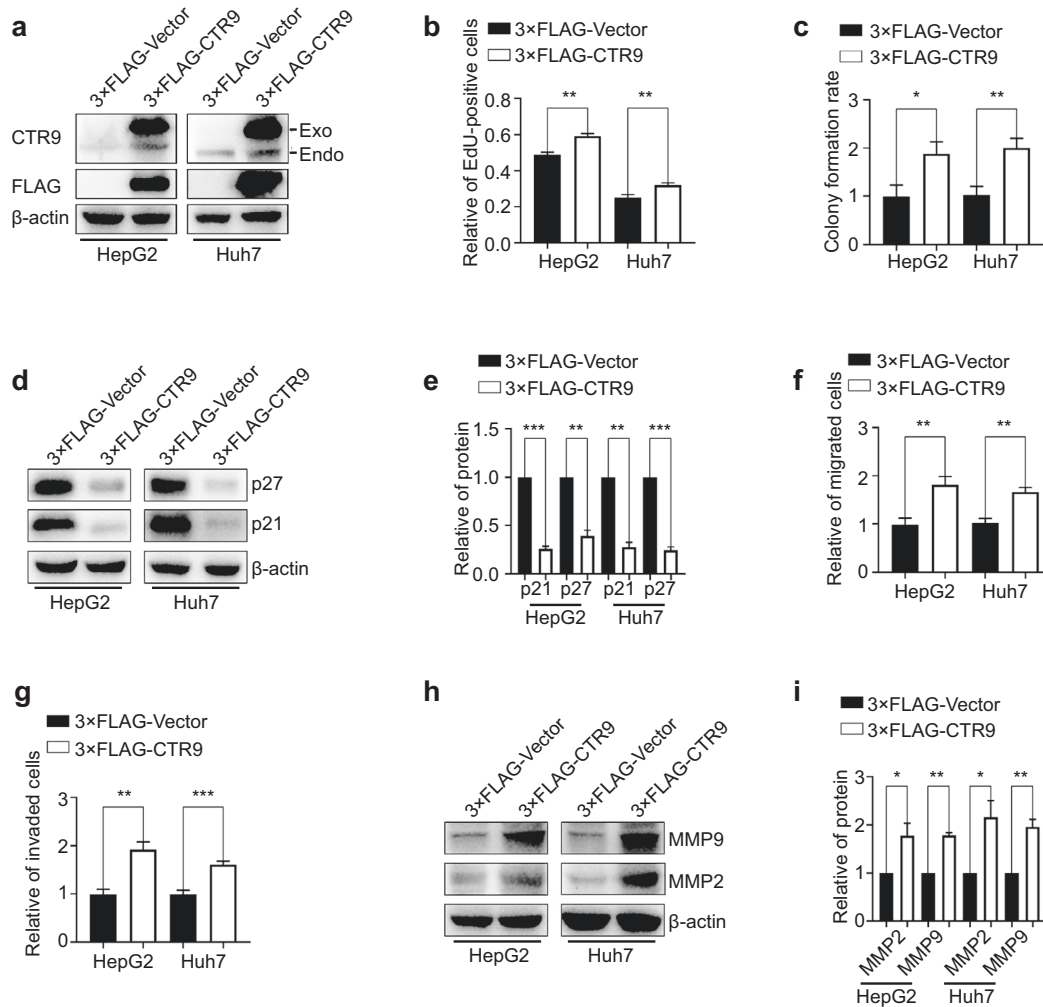 a
3×FLAG-Vector
3×FLAG-CTR9
3×FLAG-Vector
3×FLAG-CTR9
CTR9
Exo
Endo
FLAG
β-actin
HepG2
Huh7
b
3×FLAG-Vector
3×FLAG-CTR9
Relative of EdU-positive cells
0.8
0.6
0.4
0.2
0.0
**
**
HepG2
Huh7
c
3×FLAG-Vector
3×FLAG-CTR9
Colony formation rate
3
2
1
0
*
**
HepG2
Huh7
d
3×FLAG-Vector
3×FLAG-CTR9
3×FLAG-Vector
3×FLAG-CTR9
p27
p21
β-actin
HepG2
Huh7
e
3×FLAG-Vector
3×FLAG-CTR9
Relative of protein
1.5
1.0
0.5
0.0
***
**
**
***
p21
p27
p21
p27
HepG2
Huh7
f
3×FLAG-Vector
3×FLAG-CTR9
Relative of migrated cells
3
2
1
0
**
**
HepG2
Huh7
g
3×FLAG-Vector
3×FLAG-CTR9
Relative of invaded cells
3
2
1
0
**
***
HepG2
Huh7
h
3×FLAG-Vector
3×FLAG-CTR9
3×FLAG-Vector
3×FLAG-CTR9
MMP9
MMP2
β-actin
HepG2
Huh7
i
3×FLAG-Vector
3×FLAG-CTR9
Relative of protein
3
2
1
0
*
**
*
**
MMP2
MMP9
MMP2
MMP9
HepG2
Huh7